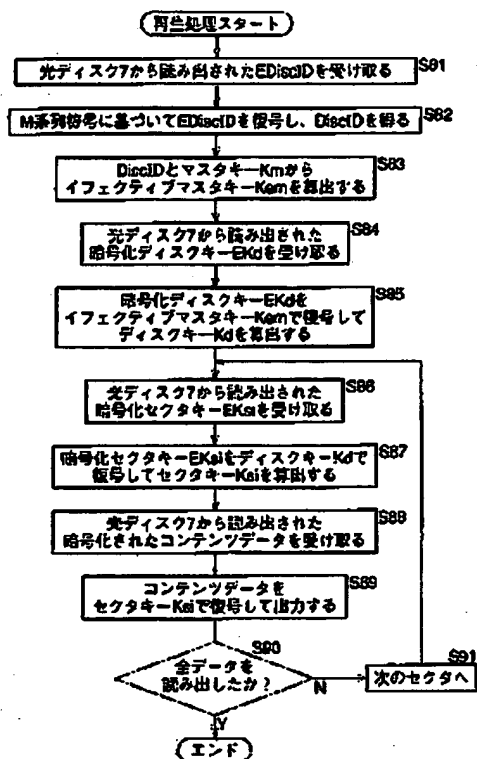 再生処理スタート
光ディスク7から読み出されたEDiscIDを受け取る
S81
M系列符号に基づいてEDiscIDを復号し、DiscIDを得る
S82
DiscIDとマスタキーKmから
イフェクティブマスタキーKemを算出する
S83
光ディスク7から読み出された
暗号化ディスクキーEKdを受け取る
S84
暗号化ディスクキーEKdを
イフェクティブマスタキーKemで復号して
ディスクキーKdを算出する
S85
光ディスク7から読み出された
暗号化セクタキーEKsiを受け取る
S86
暗号化セクタキーEKsiをディスクキーKdで
復号してセクタキーKsiを算出する
S87
光ディスク7から読み出された
暗号化されたコンテンツデータを受け取る
S88
コンテンツデータを
セクタキーKsiで復号して出力する
S89
全データを
読み出したか?
S90
N
次のセクタへ
S91
Y
エンド